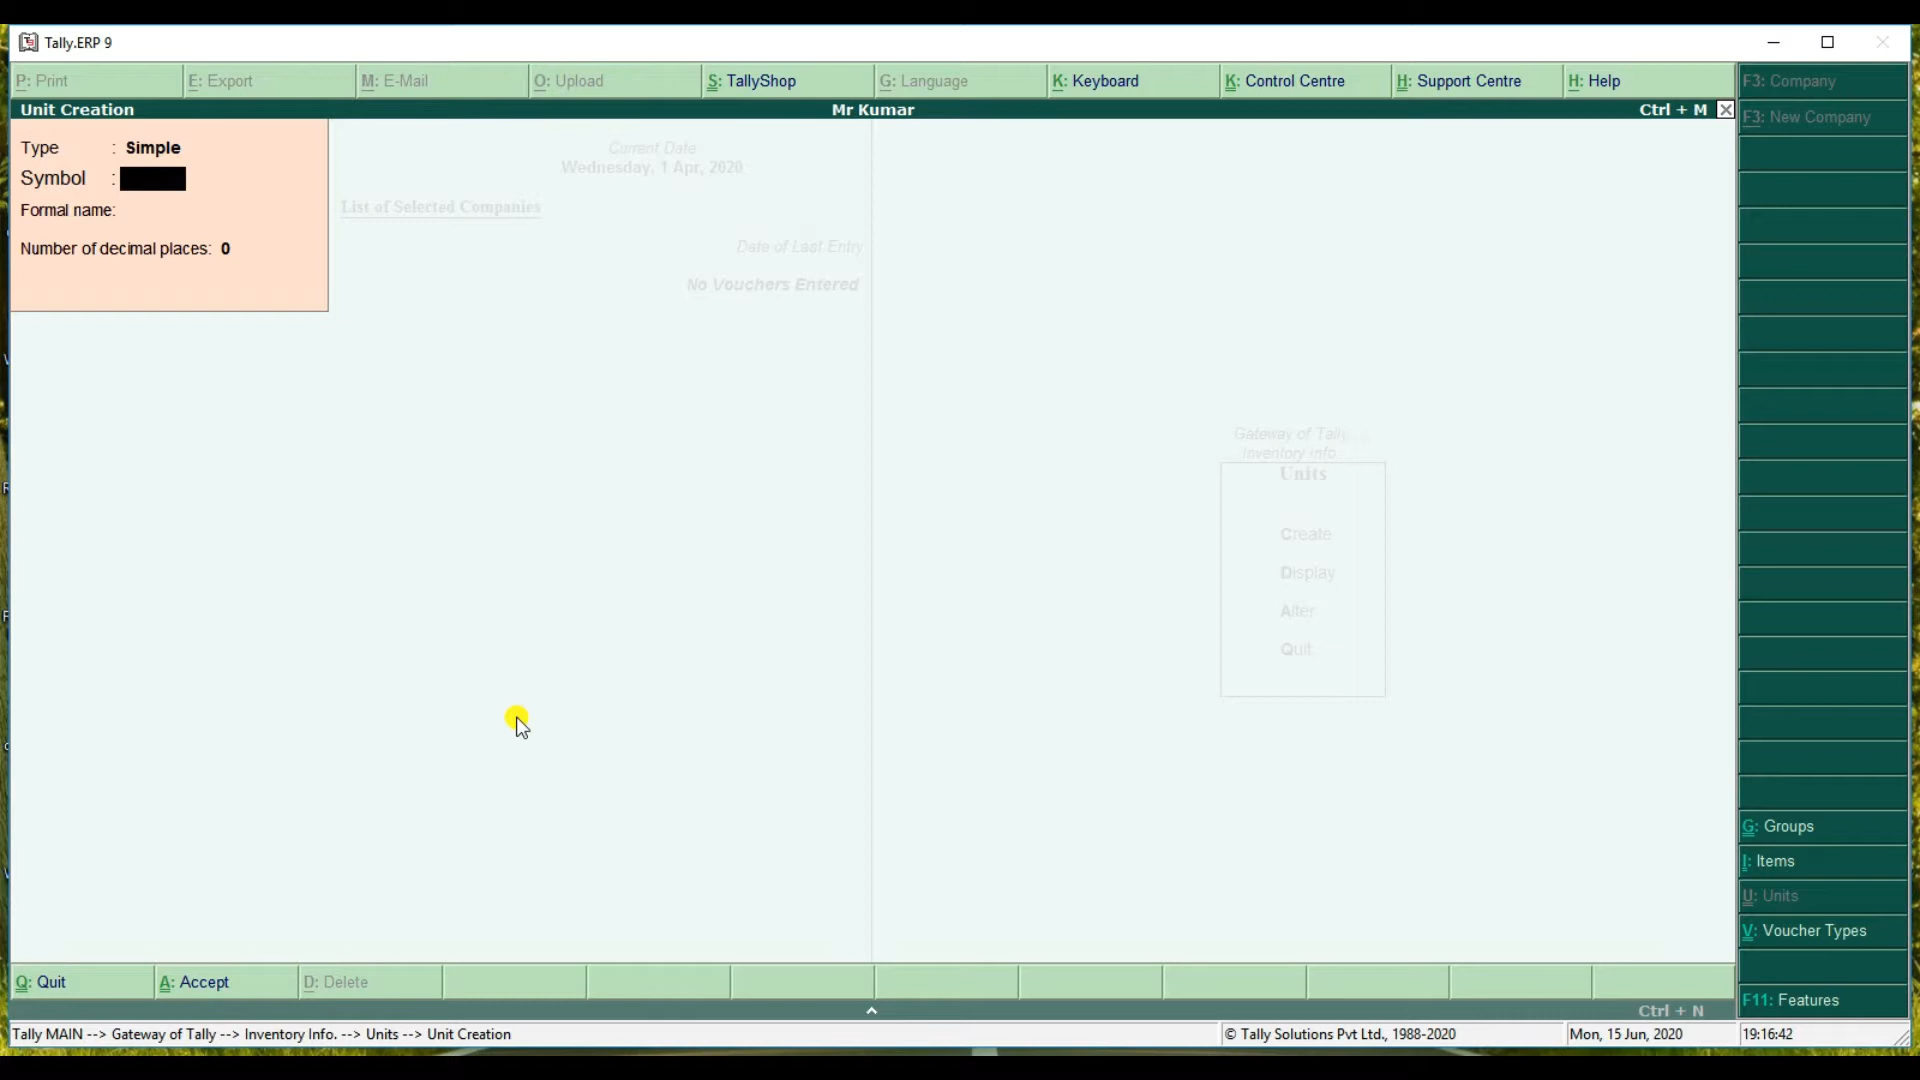 Tally.ERP 9
P: Print
E: Export
M: E-Mail
O: Upload
S: TallyShop
G: Language
K: Keyboard
K: Control Centre
H: Support Centre
H: Help
F3: Company
Unit Creation
Mr Kumar
Ctrl + M
F3: New Company
Type : Simple
Symbol :
Formal name:
Number of decimal places: 0
Current Date
Wednesday, 1 Apr, 2020
List of Selected Companies
Date of Last Entry
No Vouchers Entered
Gateway of Tally
Inventory Info.
Units
Create
Display
Alter
Quit
G: Groups
I: Items
U: Units
V: Voucher Types
F11: Features
Q: Quit
A: Accept
D: Delete
Ctrl + N
Tally MAIN --> Gateway of Tally --> Inventory Info. --> Units --> Unit Creation
© Tally Solutions Pvt Ltd., 1988-2020
Mon, 15 Jun, 2020
19:16:42